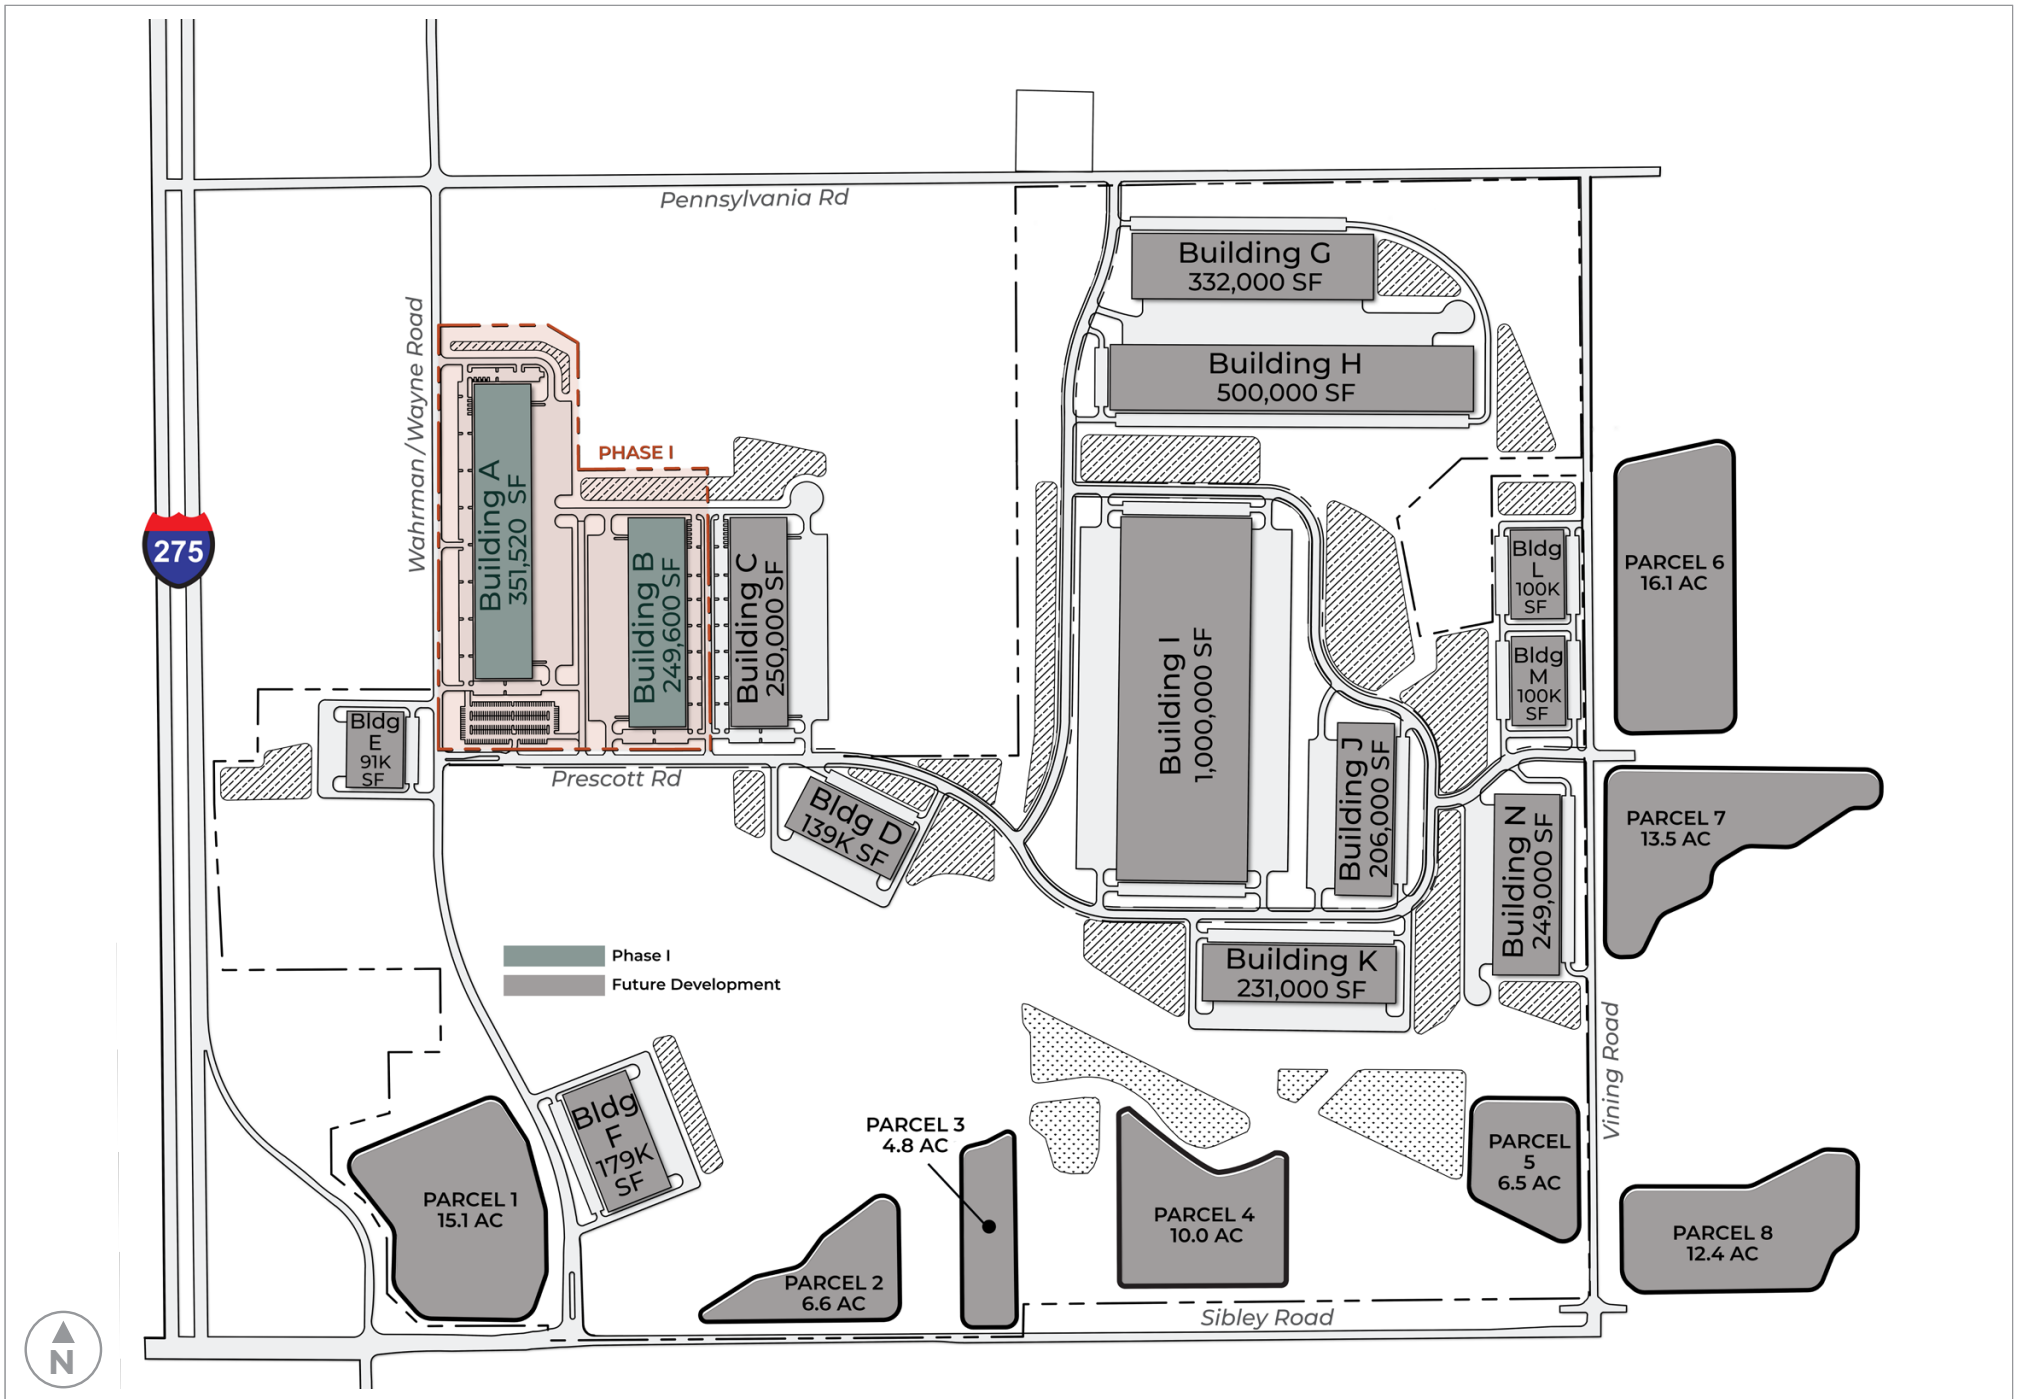 Pennsylvania Rd
Building G
332,000 SF
Building H
500,000 SF
Wahrman/Wayne Road
PHASE I
Building A
351,520 SF
Building B
249,600 SF
Building C
250,000 SF
275
Building I
1,000,000 SF
Bldg
L
100K
SF
Bldg
M
100K
SF
PARCEL 6
16.1 AC
Bldg
E
91K
SF
Prescott Rd
Bldg D
139K SF
Building J
206,000 SF
Building N
249,000 SF
PARCEL 7
13.5 AC
Phase I
Future Development
Building K
231,000 SF
Vining Road
Bldg
F
179K
SF
PARCEL 1
15.1 AC
PARCEL 2
6.6 AC
PARCEL 3
4.8 AC
PARCEL 4
10.0 AC
PARCEL
5
6.5 AC
PARCEL 8
12.4 AC
Sibley Road
N